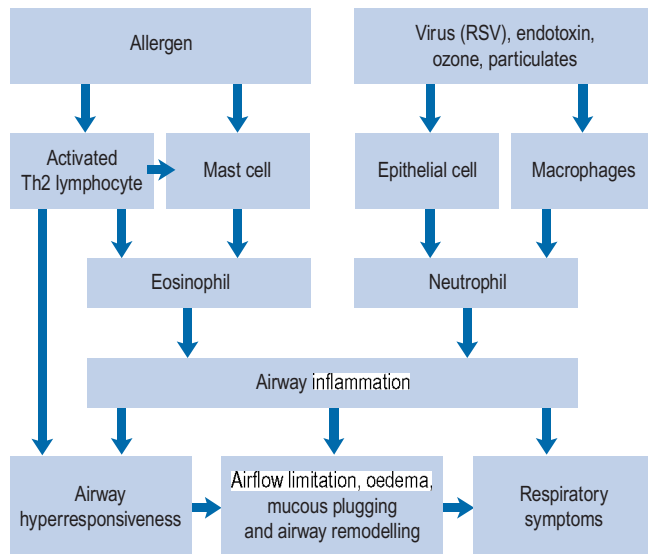 Allergen
Virus (RSV), endotoxin,
ozone, particulates
Activated
Th2 lymphocyte
Mast cell
Epithelial cell
Macrophages
Eosinophil
Neutrophil
Airway inflammation
Airway
hyperresponsiveness
Airflow limitation, oedema,
mucous plugging
and airway remodelling
Respiratory
symptoms